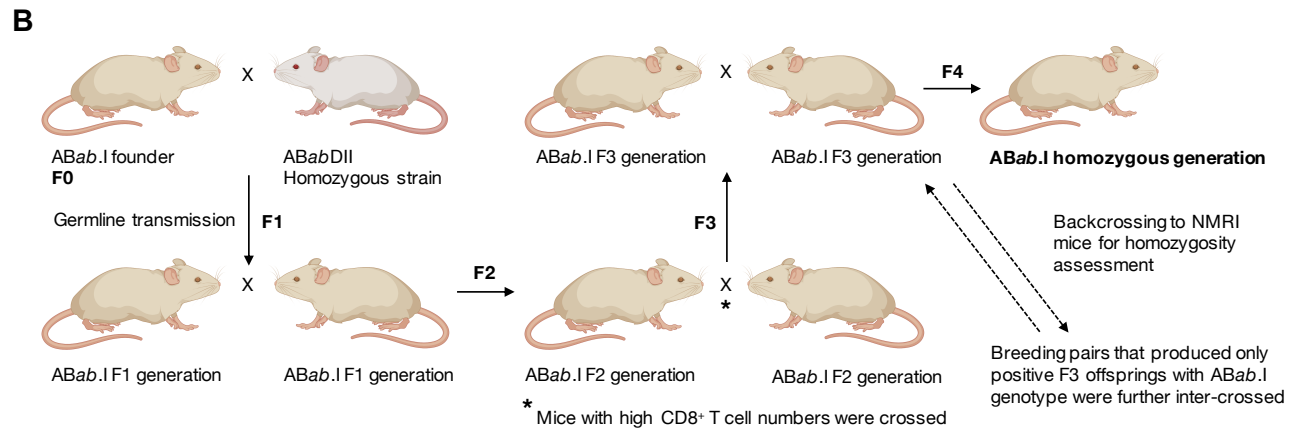 B
X
X
F4
ABab.I founder
F0
ABabDII
Homozygous strain
ABab.I F3 generation
ABab.I F3 generation
ABab.I homozygous generation
Germline transmission
F1
F3
Backcrossing to NMRI
mice for homozygosity
assessment
X
F2
X
*
ABab.I F1 generation
ABab.I F1 generation
ABab.I F2 generation
ABab.I F2 generation
Breeding pairs that produced only
positive F3 offsprings with ABab.I
genotype were further inter-crossed
* Mice with high CD8⁺ T cell numbers were crossed